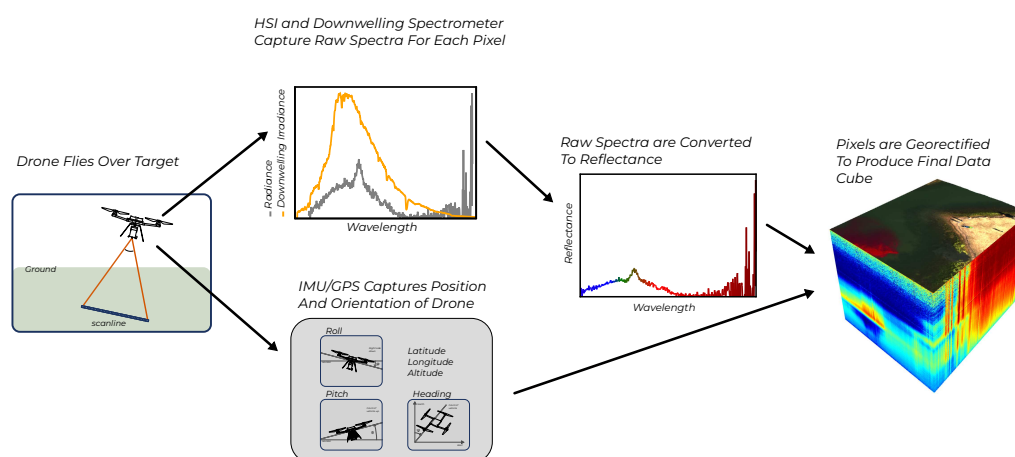 HSI and Downwelling Spectrometer
Capture Raw Spectra For Each Pixel
Drone Flies Over Target
Ground
scanline
Radiance
Downwelling Irradiance
Wavelength
IMU/GPS Captures Position
And Orientation of Drone
Roll
Latitude
Longitude
Altitude
Pitch
Heading
Raw Spectra are Converted
To Reflectance
Reflectance
Wavelength
Pixels are Georectified
To Produce Final Data
Cube